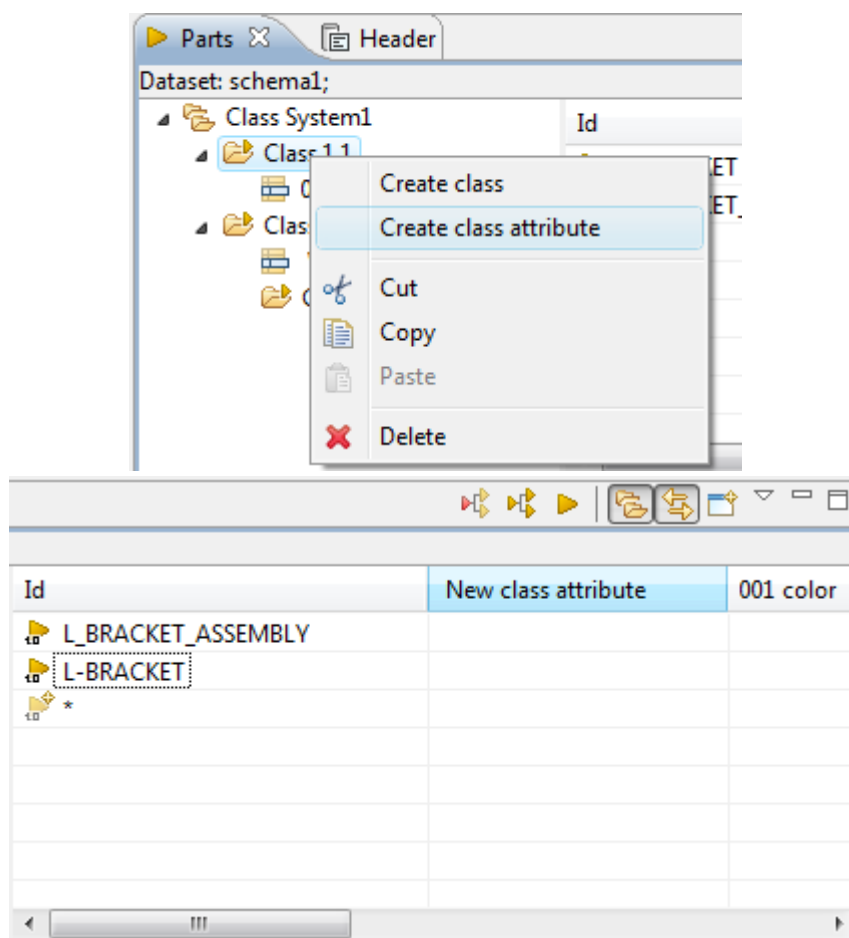 Parts Header
Dataset: schema1;
Class System1
Id
Class 1.1
Create class
Create class attribute
Cut
Copy
Paste
Delete
Id New class attribute 001 color
L_BRACKET_ASSEMBLY
L-BRACKET
*